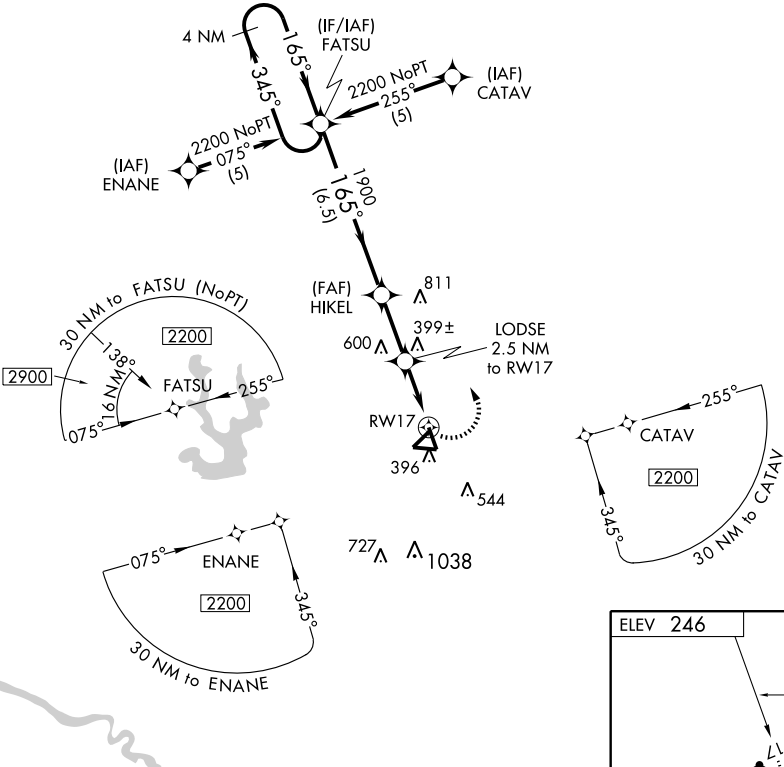 4 NM
165°
345°
(IF/IAF)
FATSU
2200 NoPT
255°
(5)
(IAF)
CATAV
2200 NoPT
075°
(5)
(IAF)
ENANE
1900
165°
(6.5)
(FAF)
HIKEL
811
399±
600
LODSE
2.5 NM
to RW17
RW17
396
544
727
1038
30 NM to FATSU (NoPT)
2200
2900
138°
16 NM
FATSU
075°
255°
255°
CATAV
2200
345°
30 NM to CATAV
075°
ENANE
2200
345°
30 NM to ENANE
ELEV 246
17